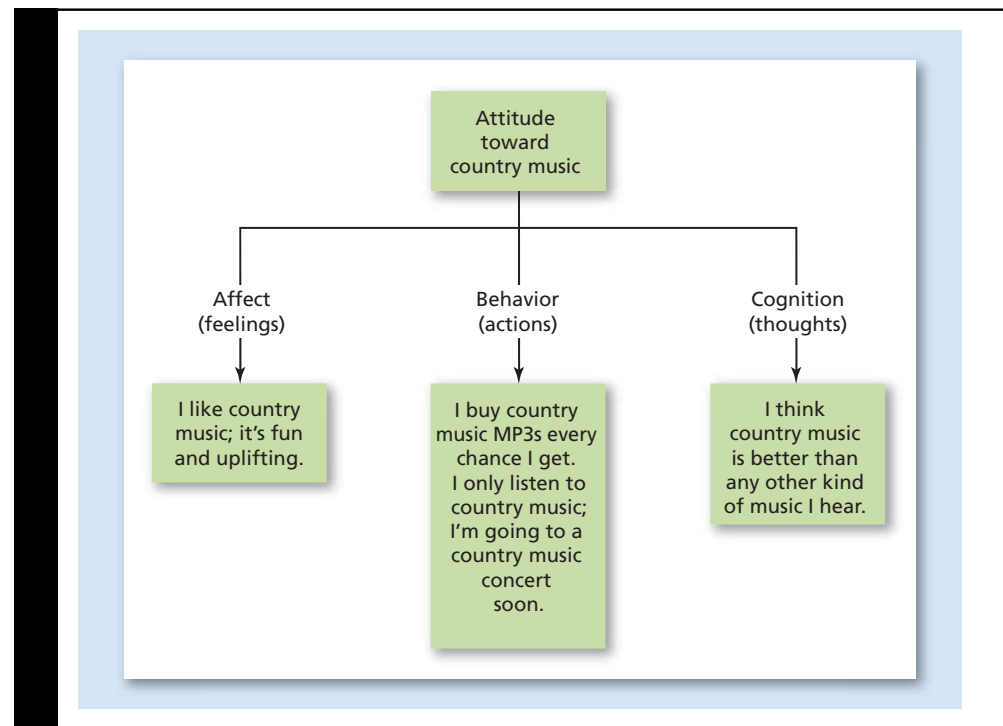 Attitude
toward
country music
Affect
(feelings)
Behavior
(actions)
Cognition
(thoughts)
I like country
music; it's fun
and uplifting.
I buy country
music MP3s every
chance I get.
I only listen to
country music;
I'm going to a
country music
concert
soon.
I think
country music
is better than
any other kind
of music I hear.